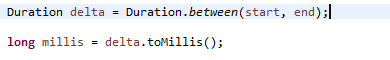 Duration delta = Duration.between(start, end);
long millis = delta.toMillis();